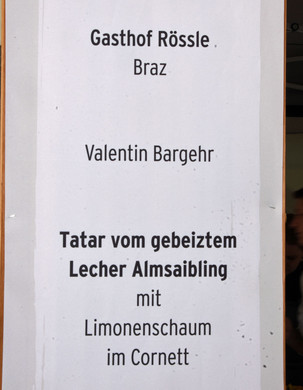 Gasthof Rössle
Braz
Valentin Bargehr
Tatar vom gebeiztem
Lecher Almsaibling
mit
Limonenschaum
im Cornett